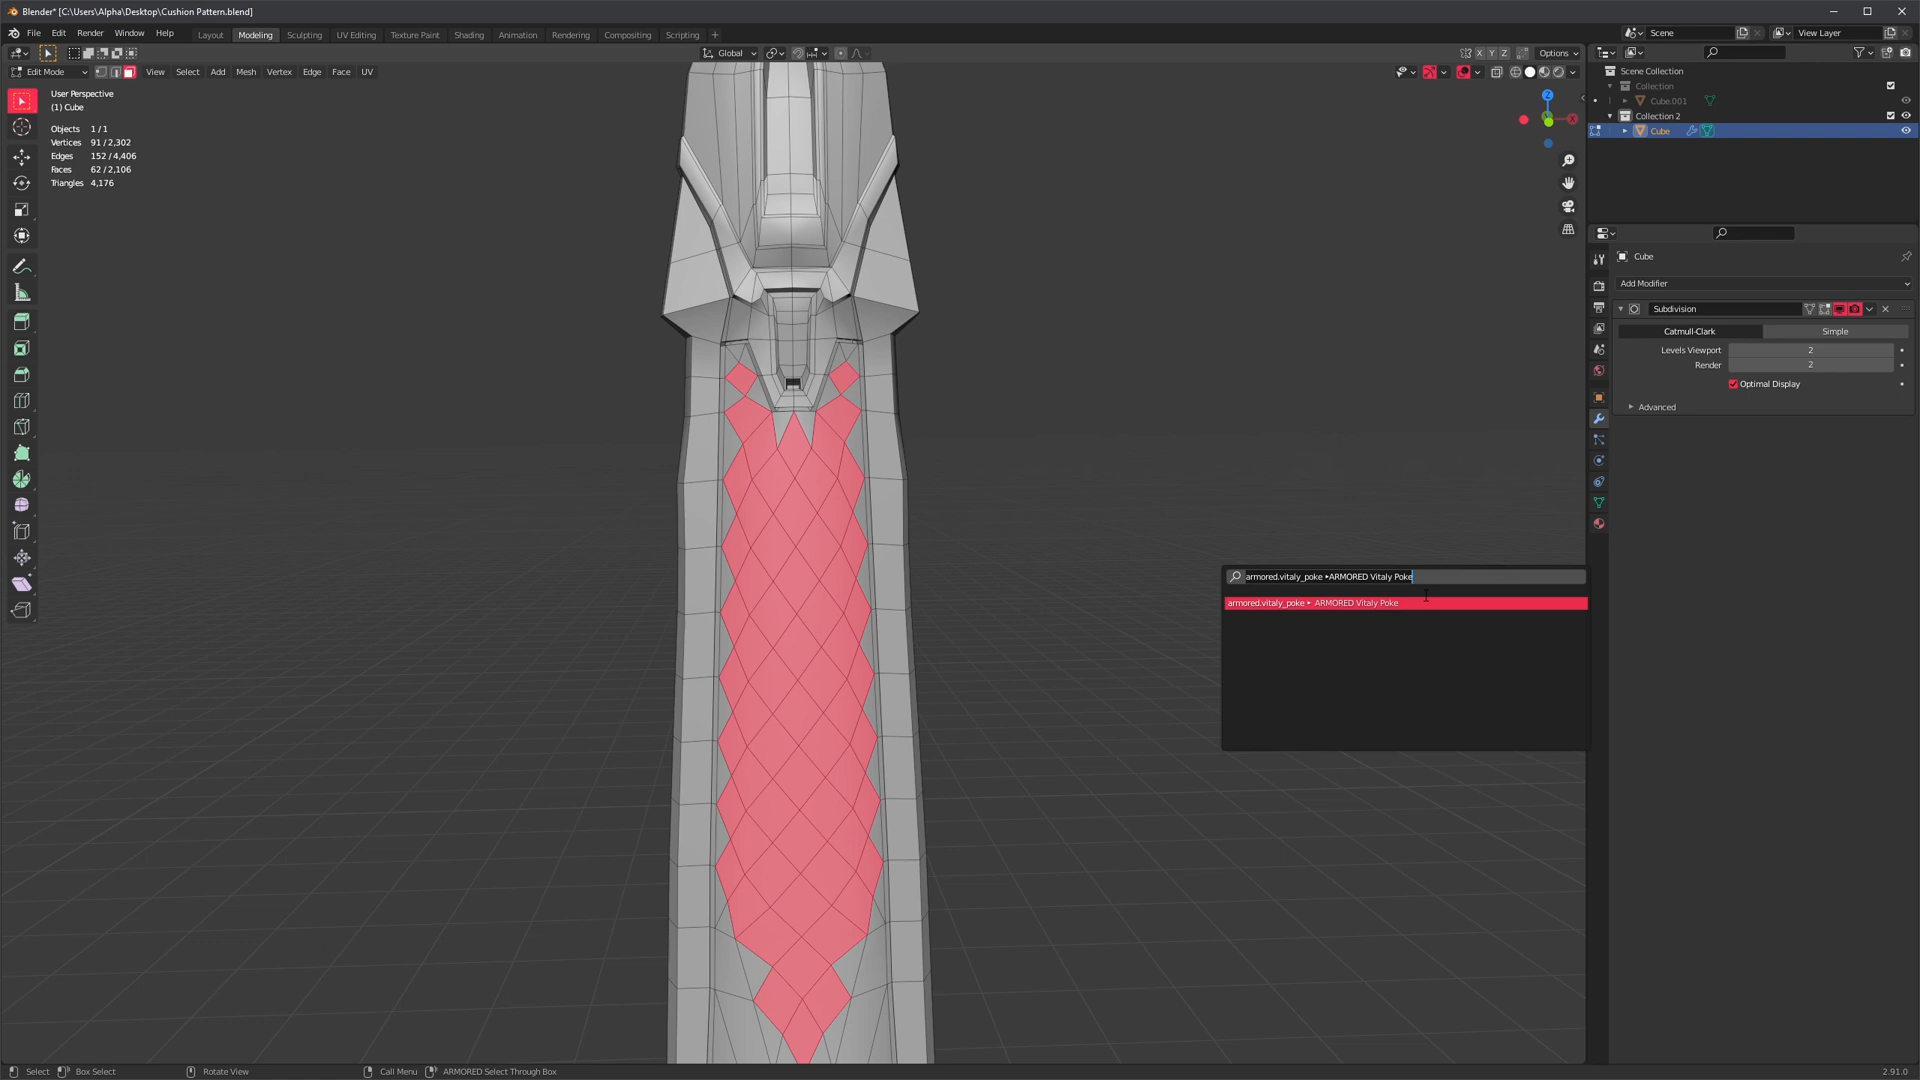 Blender* [C:\Users\Alpha\Desktop\Cushion Pattern.blend]
File Edit Render Window Help
Layout Modeling Sculpting UV Editing Texture Paint Shading Animation Rendering Compositing Scripting +
Scene
View Layer
Global
X Y Z
Options
Edit Mode
View Select Add Mesh Vertex Edge Face UV
User Perspective
(1) Cube
Objects 1 / 1
Vertices 91 / 2,302
Edges 152 / 4,406
Faces 62 / 2,106
Triangles 4,176
Z
X
Scene Collection
Collection
Cube.001
Collection 2
Cube
Cube
Add Modifier
Subdivision
Catmull-Clark Simple
Levels Viewport 2
Render 2
Optimal Display
Advanced
armored.vitaly_poke ▸ARMORED Vitaly Poke
armored.vitaly_poke ▸ ARMORED Vitaly Poke
Select Box Select Rotate View Call Menu ARMORED Select Through Box
2.91.0